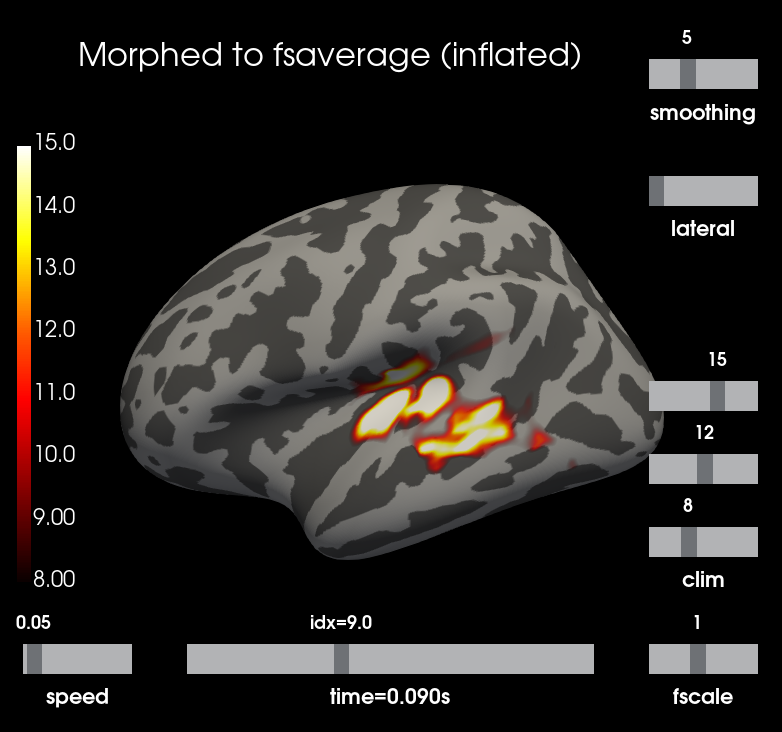 Morphed to fsaverage (inflated)
5
smoothing
lateral
15.0
14.0
13.0
12.0
11.0
10.0
9.00
8.00
15
12
8
clim
0.05
speed
idx=9.0
time=0.090s
1
fscale